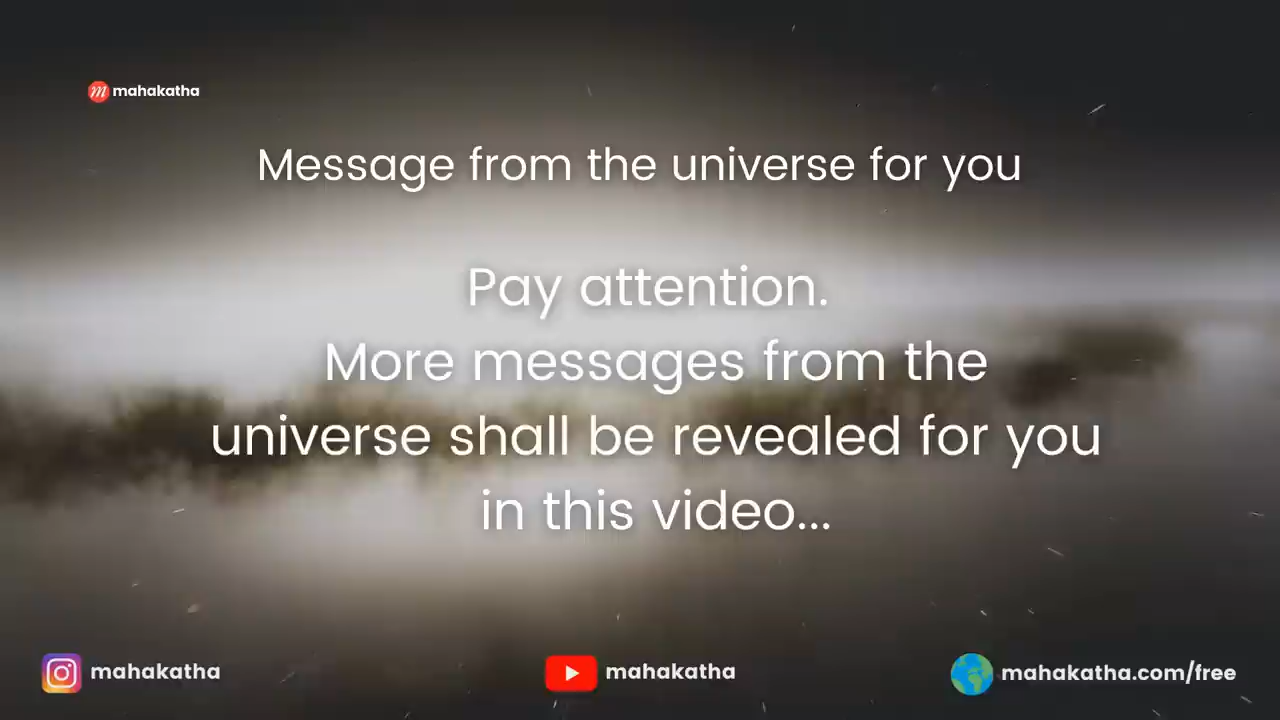 mahakatha
Message from the universe for you
Pay attention.
More messages from the
universe shall be revealed for you
in this video...
mahakatha
mahakatha
mahakatha.com/free